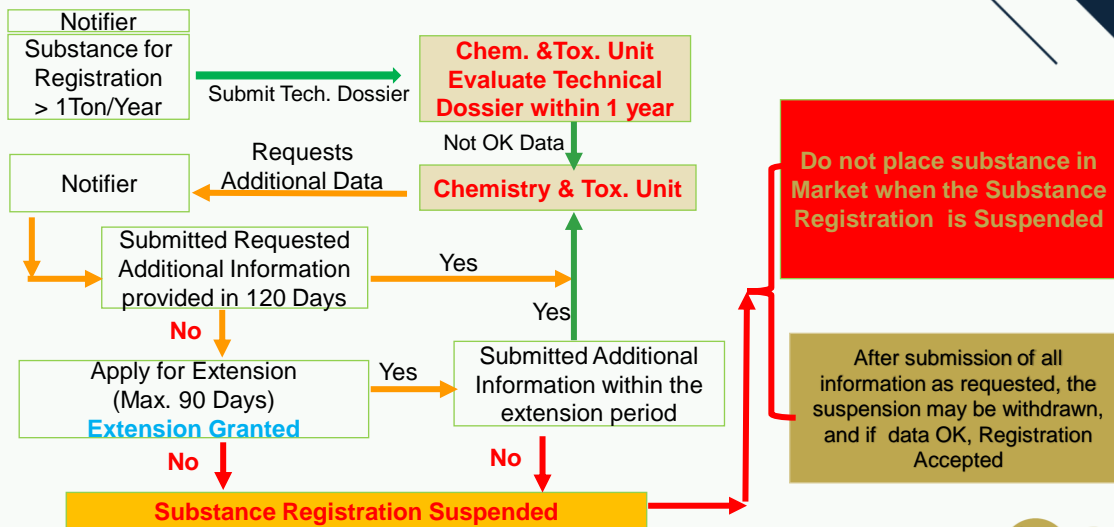 Notifier
Substance for
Registration
> 1Ton/Year
Submit Tech. Dossier
Chem. &Tox. Unit
Evaluate Technical
Dossier within 1 year
Not OK Data
Chemistry & Tox. Unit
Requests
Additional Data
Notifier
Submitted Requested
Additional Information
provided in 120 Days
Yes
No
Apply for Extension
(Max. 90 Days)
Extension Granted
Yes
Submitted Additional
Information within the
extension period
Yes
No
No
Substance Registration Suspended
Do not place substance in
Market when the Substance
Registration is Suspended
After submission of all
information as requested, the
suspension may be withdrawn,
and if data OK, Registration
Accepted